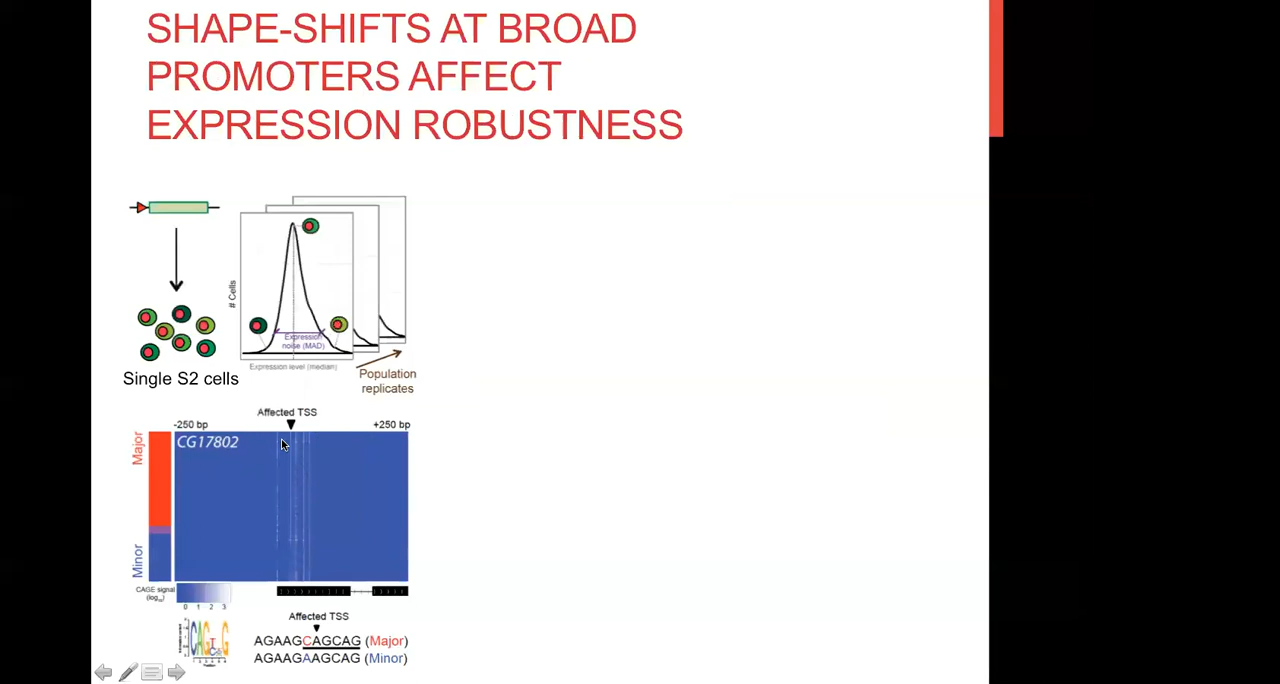 SHAPE-SHIFTS AT BROAD
PROMOTERS AFFECT
EXPRESSION ROBUSTNESS
# Cells
Expression
noise (MAD)
Expression level (median)
Population
replicates
Single S2 cells
Affected TSS
-250 bp
+250 bp
CG17802
Major
Minor
CAGE signal
0 1 2 3
Affected TSS
AGAAGCAGCAG (Major)
AGAAGAAGCAG (Minor)